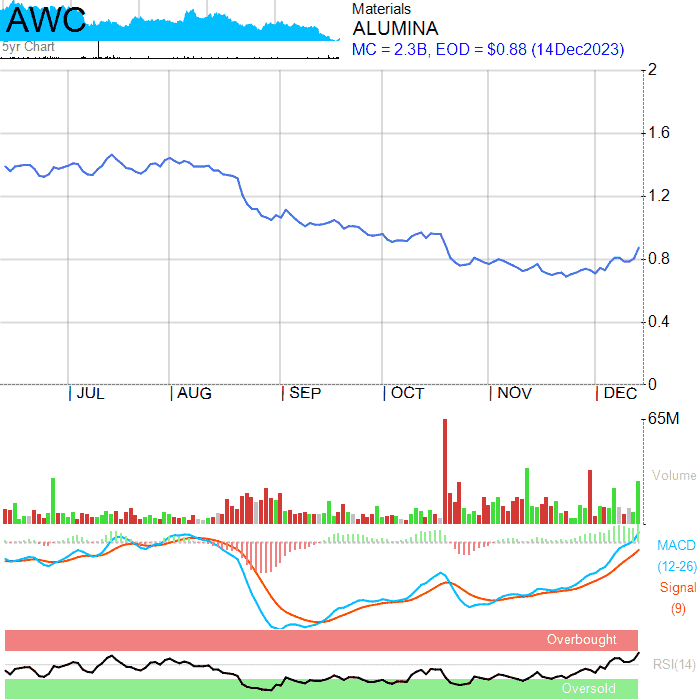 AWC
5yr Chart
Materials
ALUMINA
MC = 2.3B, EOD = $0.88 (14Dec2023)
2
1.6
1.2
0.8
0.4
0
JUL AUG SEP OCT NOV DEC
65M
Volume
MACD
(12-26)
Signal
(9)
Overbought
RSI(14)
Oversold